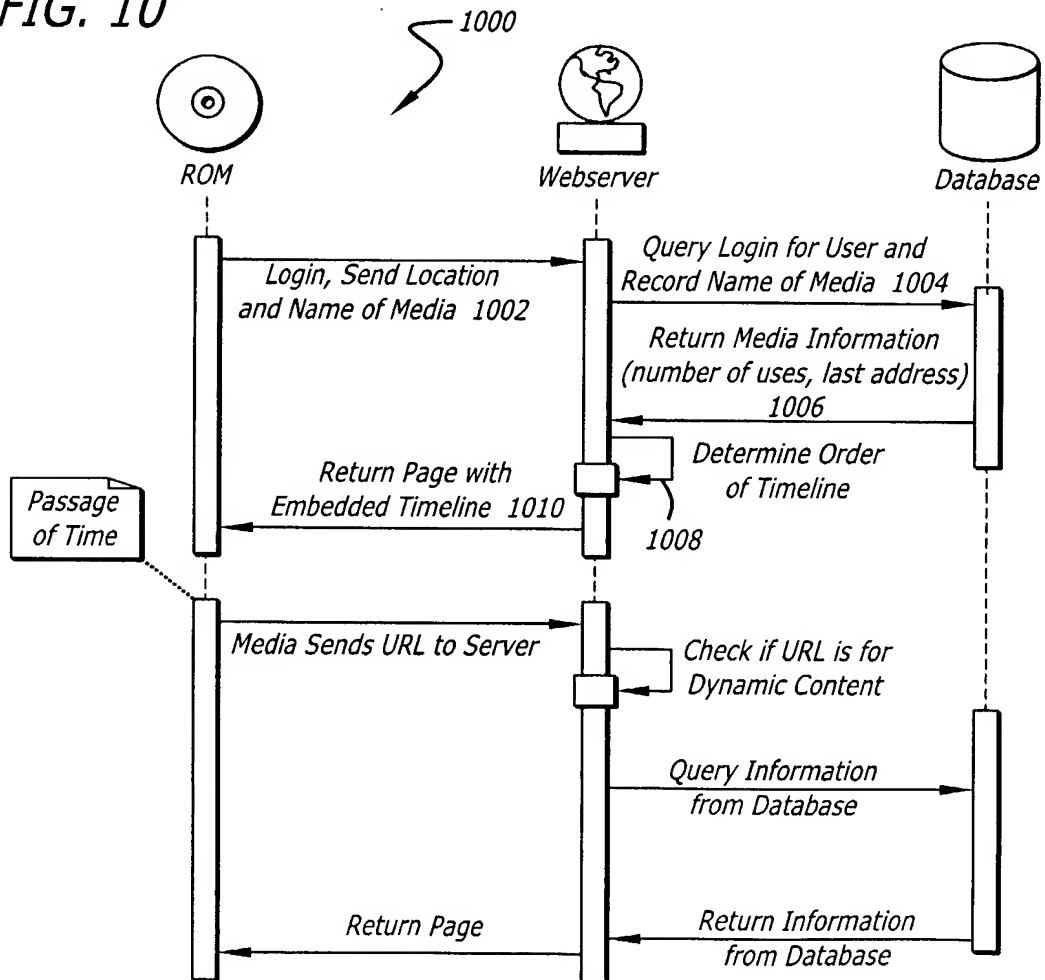 FIG. 10
1000
ROM
Webserver
Database
Login, Send Location
and Name of Media 1002
Query Login for User and
Record Name of Media 1004
Return Media Information
(number of uses, last address)
1006
Determine Order
of Timeline
1008
Return Page with
Embedded Timeline 1010
Passage
of Time
Media Sends URL to Server
Check if URL is for
Dynamic Content
Query Information
from Database
Return Information
from Database
Return Page